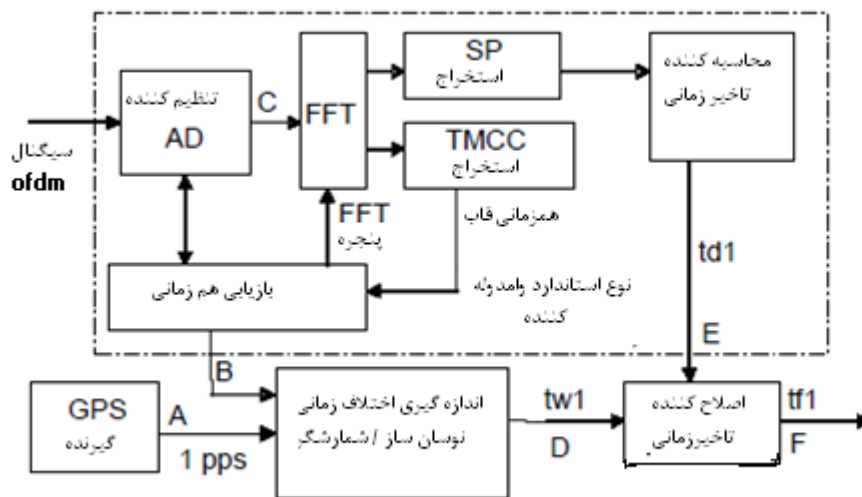 سیگنال
ofdm
تنظیم کننده
AD
C
FFT
SP
استخراج
محاسبه کننده
تاخیر زمانی
TMCC
استخراج
همزمانی قاب
FFT
پنجره
بازیابی هم زمانی
نوع استاندارد وامدوله
کننده
td1
E
B
GPS
گیرنده
A
1 pps
اندازه گیری اختلاف زمانی
نوسان ساز / شمارشگر
tw1
D
اصلاح کننده
تاخیرزمانی
tf1
F